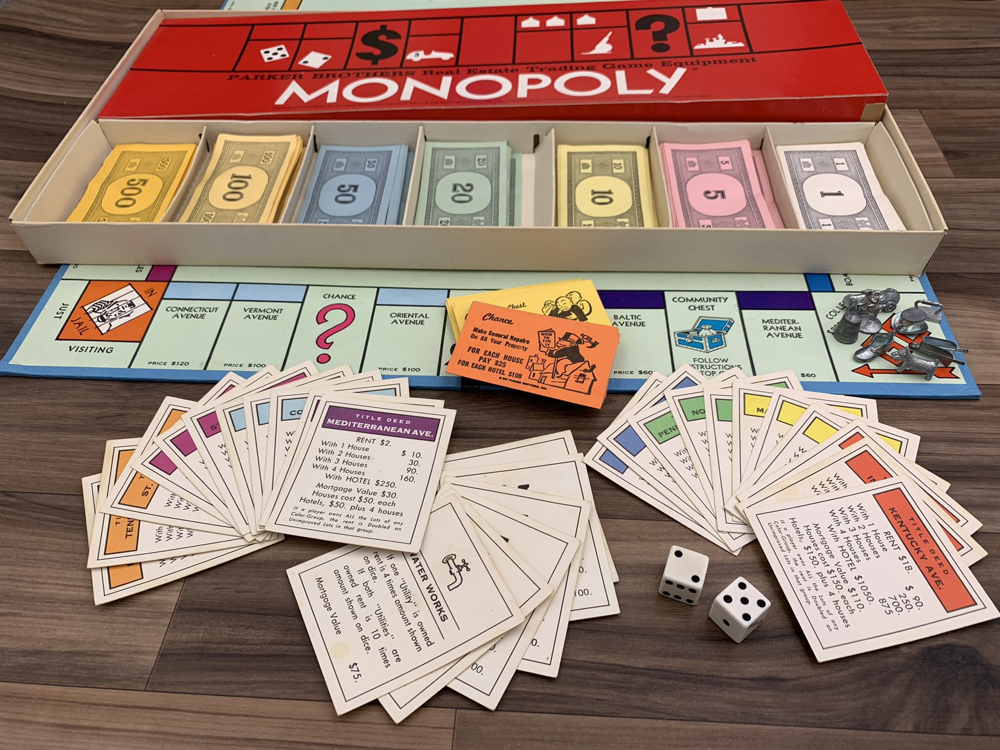 PARKER BROTHERS Real Estate Trading Game Equipment
MONOPOLY
500
500
100
100
50
50
20
20
10
10
5
5
1
1
1
JUST
IN
JAIL
VISITING
CONNECTICUT
AVENUE
PRICE $120
VERMONT
AVENUE
PRICE $100
CHANCE
ORIENTAL
AVENUE
PRICE $100
Chest
Chance
Make General Repairs
On All Your Property
FOR EACH HOUSE
PAY $25
FOR EACH HOTEL $100
HOW
TO
FIX
IT
BALTIC
AVENUE
PRICE $60
COMMUNITY
CHEST
FOLLOW
MEDITER-
RANEAN
AVENUE
$60
TITLE DEED
MEDITERRANEAN AVE.
RENT $2.
With 1 House $ 10.
With 2 Houses 30.
With 3 Houses 90.
With 4 Houses 160.
With HOTEL $250.
Mortgage Value $30.
Houses cost $50. each
Hotels, $50. plus 4 houses
If a player owns ALL the Lots of any
Color-Group, the rent is Doubled on
Unimproved Lots in that group.
WATER WORKS
If one "Utility" is owned
rent is 4 times amount shown
on dice.
If both "Utilities" are
owned rent is 10 times
amount shown on dice.
Mortgage Value $75.
TITLE DEED
KENTUCKY AVE.
RENT $18.
With 1 House $ 90.
With 2 Houses 250.
With 3 Houses 700.
With 4 Houses 875
With HOTEL $1050.
Mortgage Value $110.
Houses cost $150. each
Hotels, $150. plus 4 houses
If a player owns ALL the Lots of any
Color-Group, the rent is Doubled on
Unimproved Lots in that group.